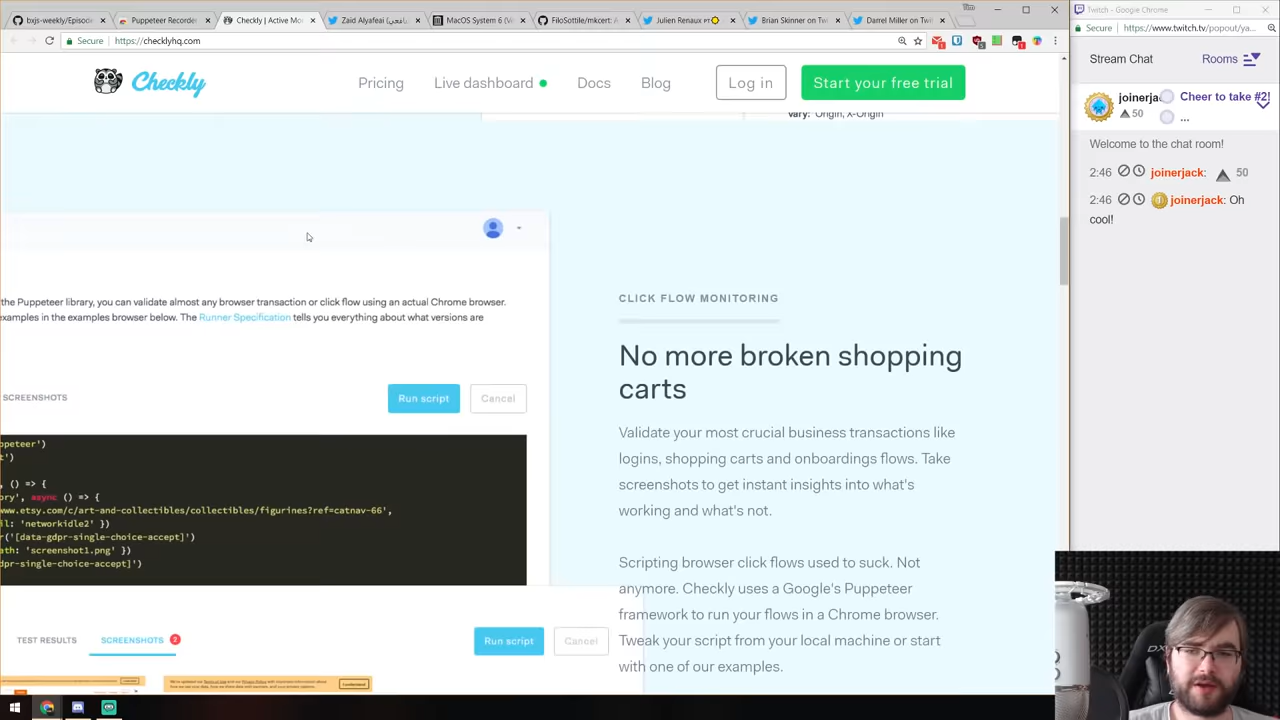 bxjs-weekly/Episode
Puppeteer Recorder
Checkly | Active Mo
Zaid Alyafeai
MacOS System 6 (V
FiloSottile/mkcert: A
Julien Renaux
Brian Skinner on Tw
Darrel Miller on Twi
Twitch - Google Chrome
Secure
https://checklyhq.com
Secure
https://www.twitch.tv/popout/ya...
Checkly
Pricing
Live dashboard
Docs
Blog
Log in
Start your free trial
Vary: Origin, X-Origin
Stream Chat
Rooms
joinerja
50
Cheer to take #2!
...
Welcome to the chat room!
2:46 joinerjack: 50
2:46 joinerjack: Oh
cool!
the Puppeteer library, you can validate almost any browser transaction or click flow using an actual Chrome browser.
examples in the examples browser below. The Runner Specification tells you everything about what versions are
SCREENSHOTS
Run script
Cancel
ppeteer')
t')
, () => {
ory', async () => {
www.etsy.com/c/art-and-collectibles/collectibles/figurines?ref=catnav-66',
il: 'networkidle2' })
r('[data-gdpr-single-choice-accept]')
ath: 'screenshot1.png' })
dpr-single-choice-accept]')
TEST RESULTS
SCREENSHOTS
2
Run script
Cancel
CLICK FLOW MONITORING
No more broken shopping
carts
Validate your most crucial business transactions like
logins, shopping carts and onboardings flows. Take
screenshots to get instant insights into what's
working and what's not.
Scripting browser click flows used to suck. Not
anymore. Checkly uses a Google's Puppeteer
framework to run your flows in a Chrome browser.
Tweak your script from your local machine or start
with one of our examples.